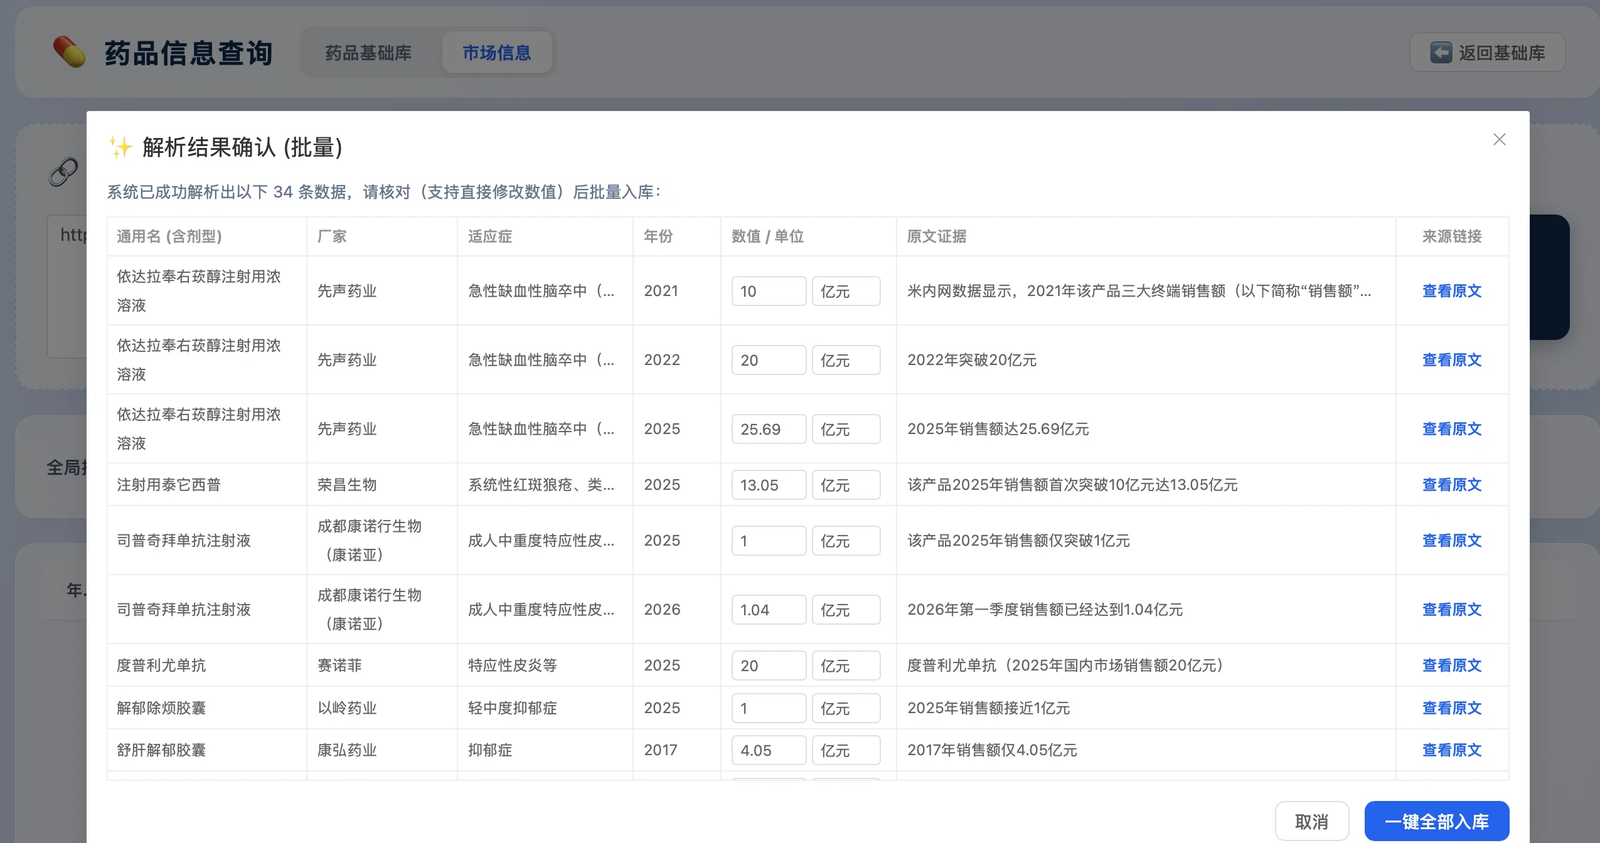 药品信息查询
药品基础库
市场信息
返回基础库
解析结果确认 (批量)
系统已成功解析出以下 34 条数据，请核对（支持直接修改数值）后批量入库：
通用名 (含剂型) 厂家 适应症 年份 数值 / 单位 原文证据 来源链接
依达拉奉右莰醇注射用浓
溶液
先声药业 急性缺血性脑卒中（... 2021 10 亿元 米内网数据显示，2021年该产品三大终端销售额（以下简称“销售额”... 查看原文
依达拉奉右莰醇注射用浓
溶液
先声药业 急性缺血性脑卒中（... 2022 20 亿元 2022年突破20亿元 查看原文
依达拉奉右莰醇注射用浓
溶液
先声药业 急性缺血性脑卒中（... 2025 25.69 亿元 2025年销售额达25.69亿元 查看原文
注射用泰它西普 荣昌生物 系统性红斑狼疮、类... 2025 13.05 亿元 该产品2025年销售额首次突破10亿元达13.05亿元 查看原文
司普奇拜单抗注射液
成都康诺行生物
（康诺亚）
成人中重度特应性皮... 2025 1 亿元 该产品2025年销售额仅突破1亿元 查看原文
司普奇拜单抗注射液
成都康诺行生物
（康诺亚）
成人中重度特应性皮... 2026 1.04 亿元 2026年第一季度销售额已经达到1.04亿元 查看原文
度普利尤单抗 赛诺菲 特应性皮炎等 2025 20 亿元 度普利尤单抗（2025年国内市场销售额20亿元） 查看原文
解郁除烦胶囊 以岭药业 轻中度抑郁症 2025 1 亿元 2025年销售额接近1亿元 查看原文
舒肝解郁胶囊 康弘药业 抑郁症 2017 4.05 亿元 2017年销售额仅4.05亿元 查看原文
取消
一键全部入库
http
全局
年